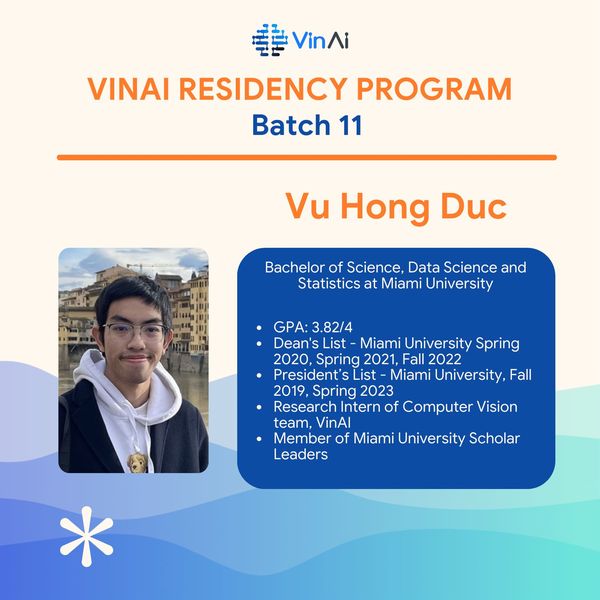 VinAi
VINAI RESIDENCY PROGRAM
Batch 11
Vu Hong Duc
Bachelor of Science, Data Science and
Statistics at Miami University
• GPA: 3.82/4
• Dean's List - Miami University Spring
2020, Spring 2021, Fall 2022
• President's List - Miami University, Fall
2019, Spring 2023
• Research Intern of Computer Vision
team, VinAI
• Member of Miami University Scholar
Leaders